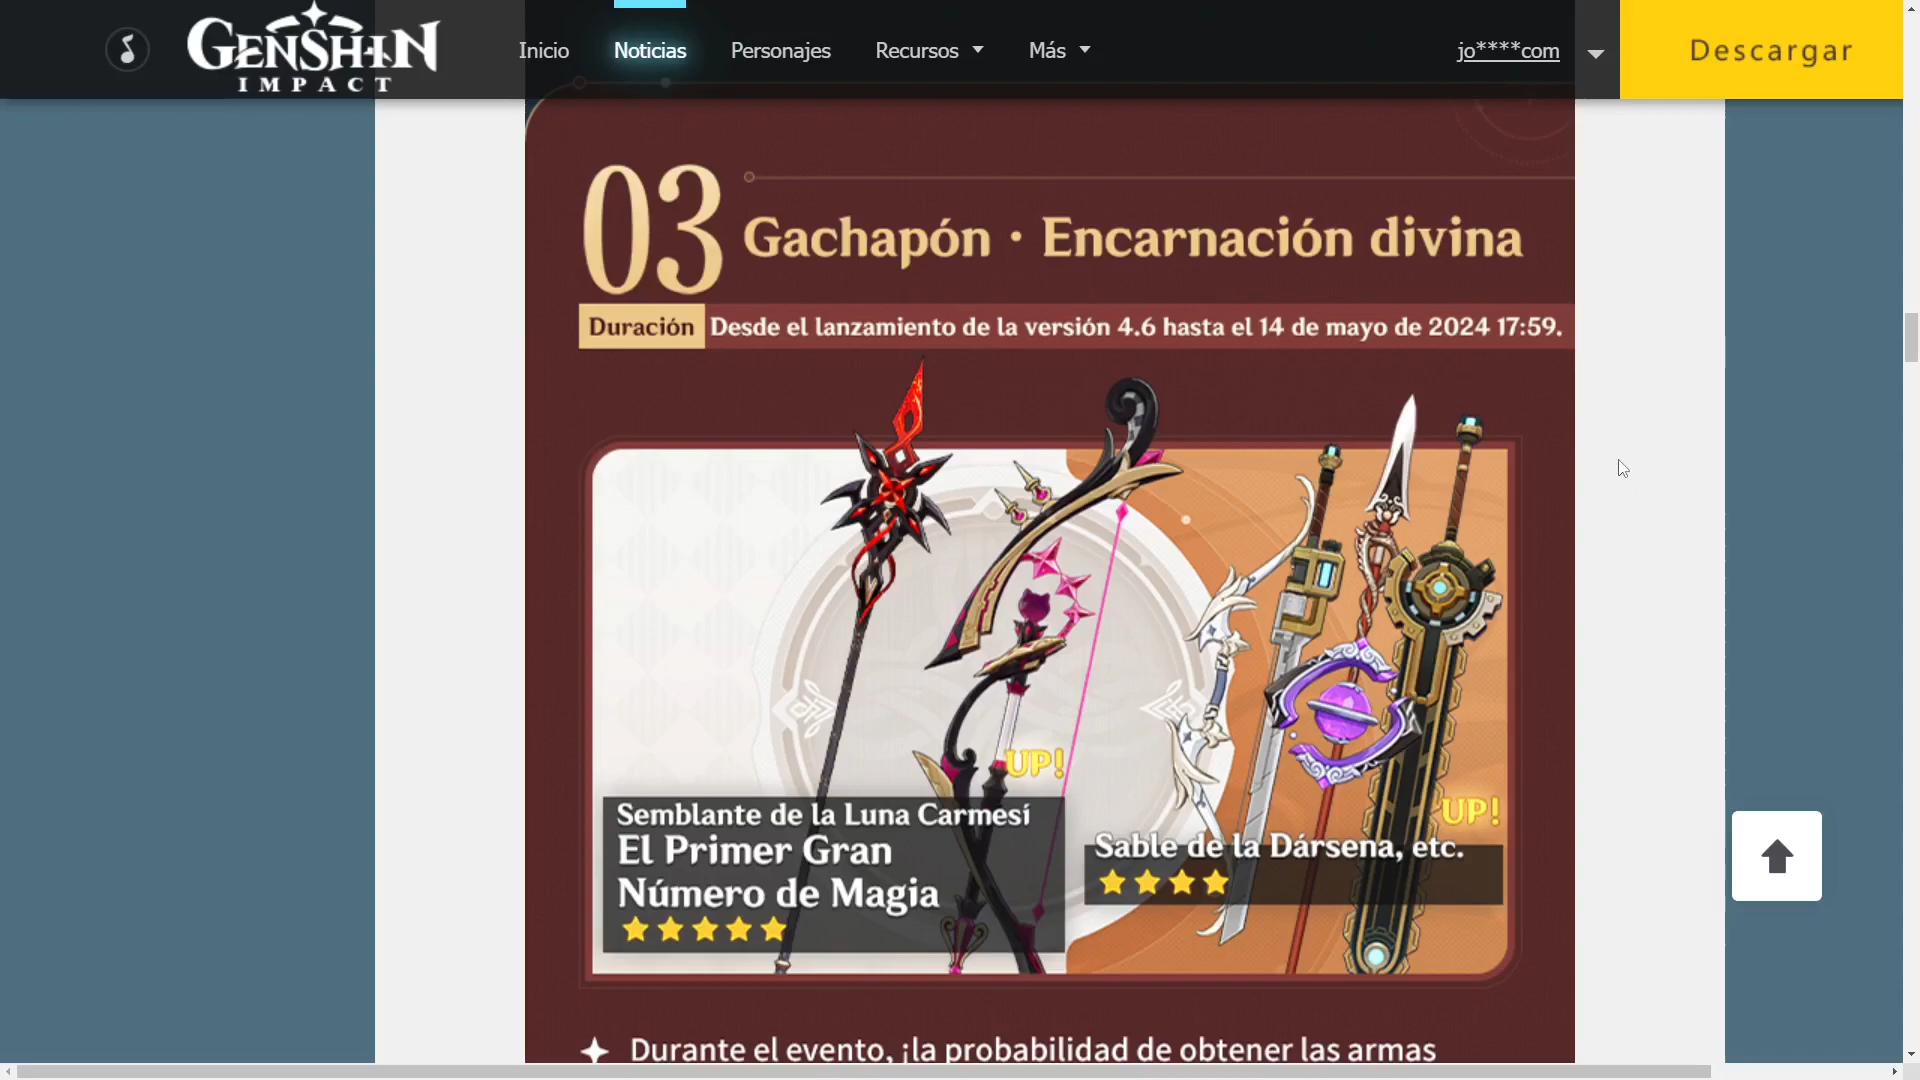 GENSHIN
IMPACT
Inicio
Noticias
Personajes
Recursos
Más
jo****com
Descargar
03
Gachapón · Encarnación divina
Duración
Desde el lanzamiento de la versión 4.6 hasta el 14 de mayo de 2024 17:59.
UP!
Semblante de la Luna Carmesí
El Primer Gran
Número de Magia
UP!
Sable de la Dársena, etc.
Durante el evento, ¡la probabilidad de obtener las armas